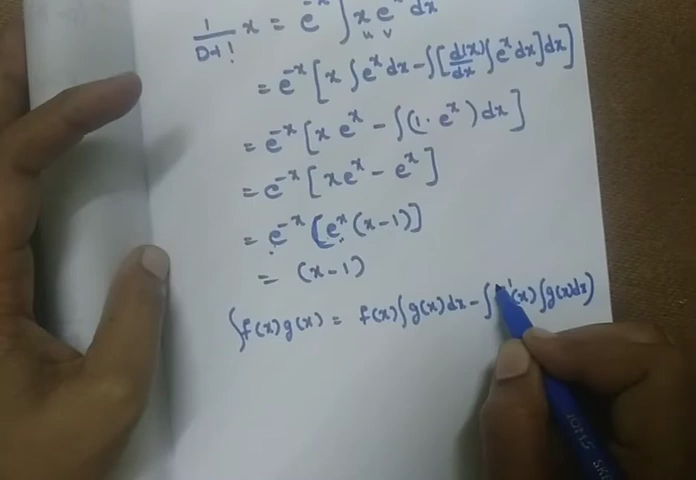 1/(D+1) x = e^-x ∫ x e^x dx
u v
= e^-x [x ∫ e^x dx - ∫ [d(x)/dx ∫ e^x dx] dx]
= e^-x [x e^x - ∫ (1 · e^x) dx]
= e^-x [x e^x - e^x]
= e^-x [e^x (x-1)]
= (x-1)
∫ f(x) g(x) = f(x) ∫ g(x) dx - ∫ '(x) ∫ g(x) dx)